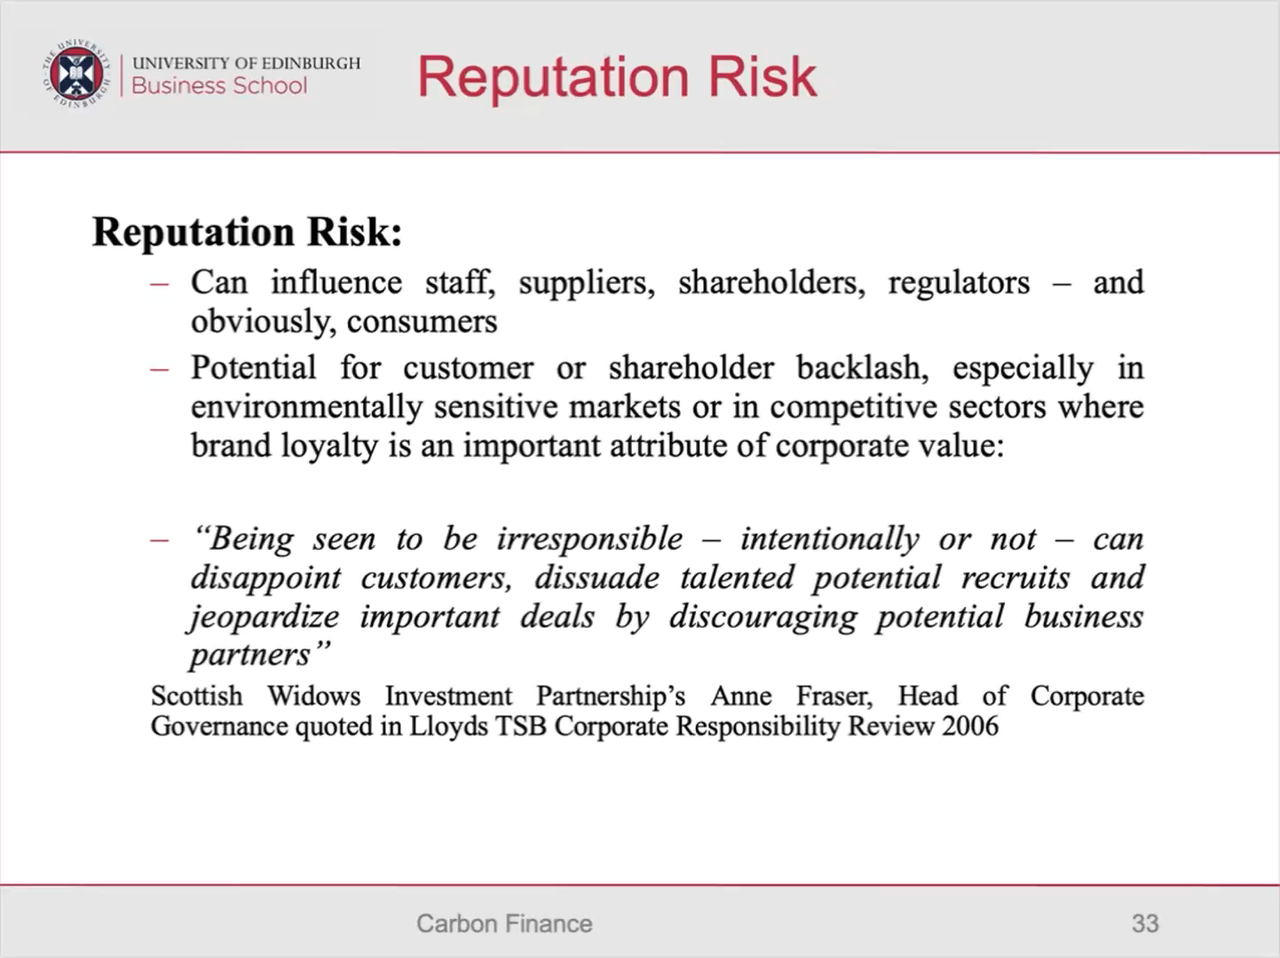 THE UNIVERSITY OF EDINBURGH
UNIVERSITY OF EDINBURGH
Business School
Reputation Risk
Reputation Risk:
– Can influence staff, suppliers, shareholders, regulators – and
obviously, consumers
– Potential for customer or shareholder backlash, especially in
environmentally sensitive markets or in competitive sectors where
brand loyalty is an important attribute of corporate value:
– “Being seen to be irresponsible – intentionally or not – can
disappoint customers, dissuade talented potential recruits and
jeopardize important deals by discouraging potential business
partners”
Scottish Widows Investment Partnership’s Anne Fraser, Head of Corporate
Governance quoted in Lloyds TSB Corporate Responsibility Review 2006
Carbon Finance
33